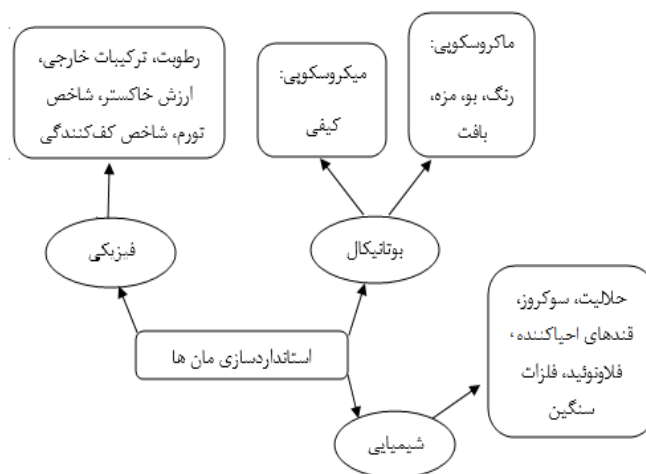 ماکروسکوپی:
رنگ، بو، مزه،
بافت
میکروسکوپی:
کیفی
رطوبت، ترکیبات خارجی،
ارزش خاکستر، شاخص
تورم، شاخص کف‌کنندگی
بوتانیکال
فیزیکی
حلالیت، سوکروز،
قندهای احیاکننده،
فلاونوئید، فلزات
سنگین
استانداردسازی مان ها
شیمیایی